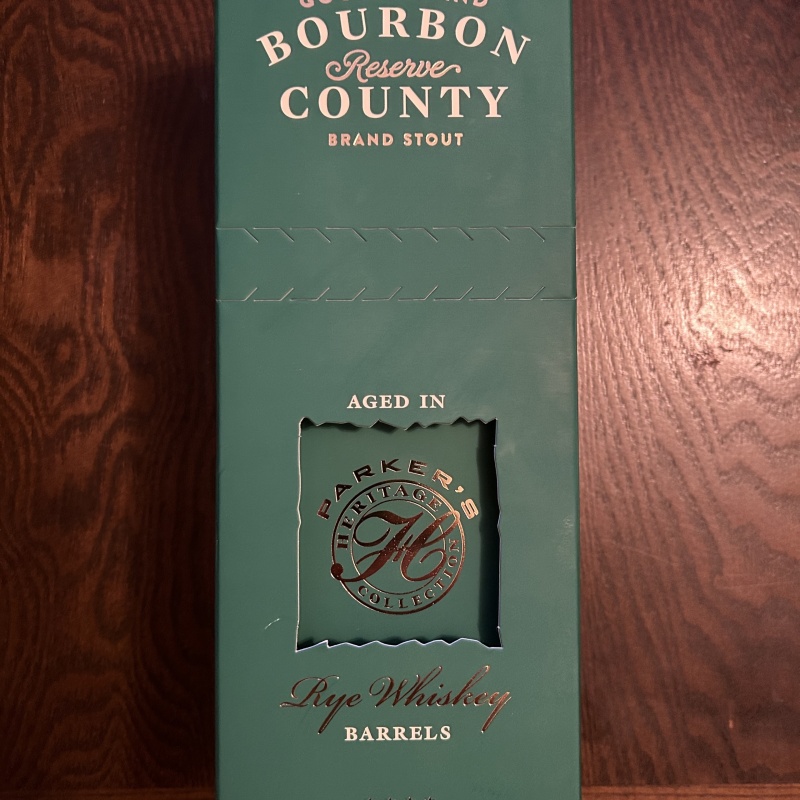 BOURBON
Reserve
COUNTY
BRAND STOUT
AGED IN
PARKER'S
HERITAGE
H
COLLECTION
Rye Whiskey
BARRELS